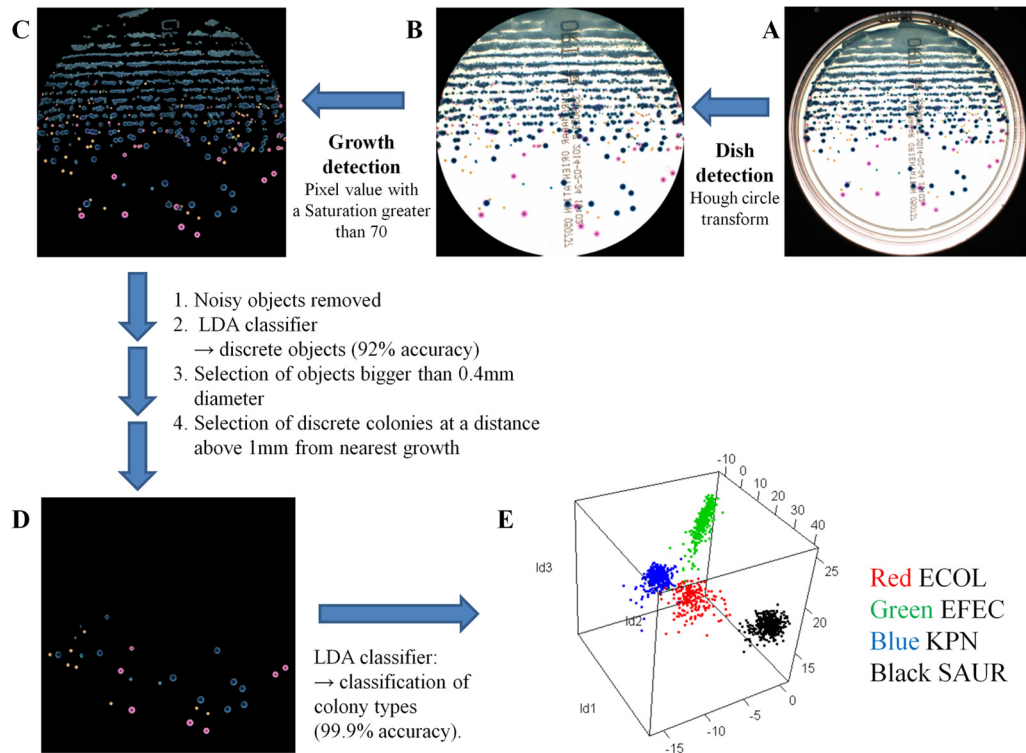 C
B
A
Growth
detection
Pixel value with
a Saturation greater
than 70
Dish
detection
Hough circle
transform
1. Noisy objects removed
2. LDA classifier
→ discrete objects (92% accuracy)
3. Selection of objects bigger than 0.4mm
diameter
4. Selection of discrete colonies at a distance
above 1mm from nearest growth
D
LDA classifier:
→ classification of
colony types
(99.9% accuracy).
E
-10
0
10
20
30
40
ld3
ld2
ld1
25
20
15
-15
-10
-5
0
Red ECOL
Green EFEC
Blue KPN
Black SAUR